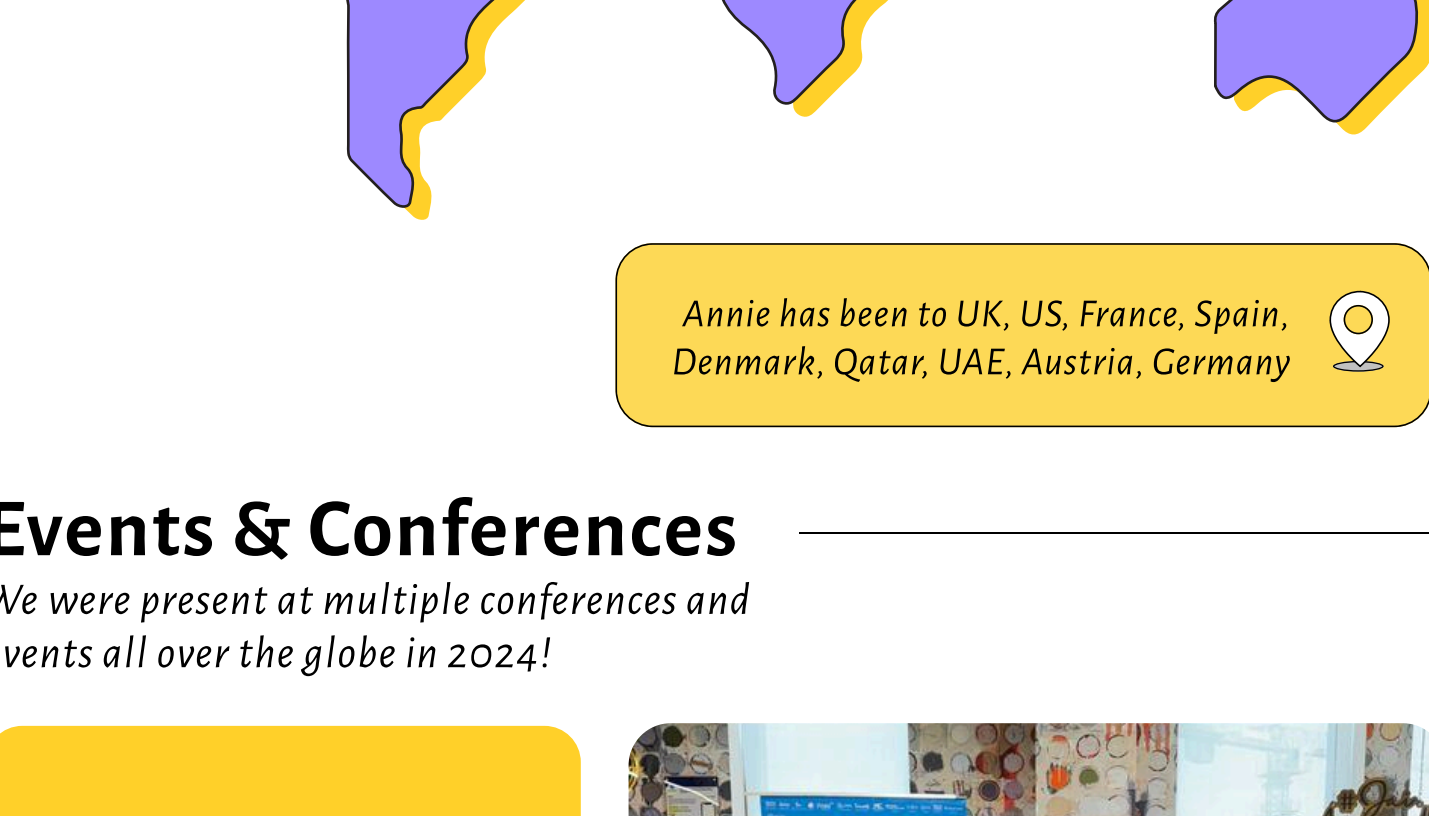 Annie has been to UK, US, France, Spain,
Denmark, Qatar, UAE, Austria, Germany
Events & Conferences
We were present at multiple conferences and
vents all over the globe in 2024!